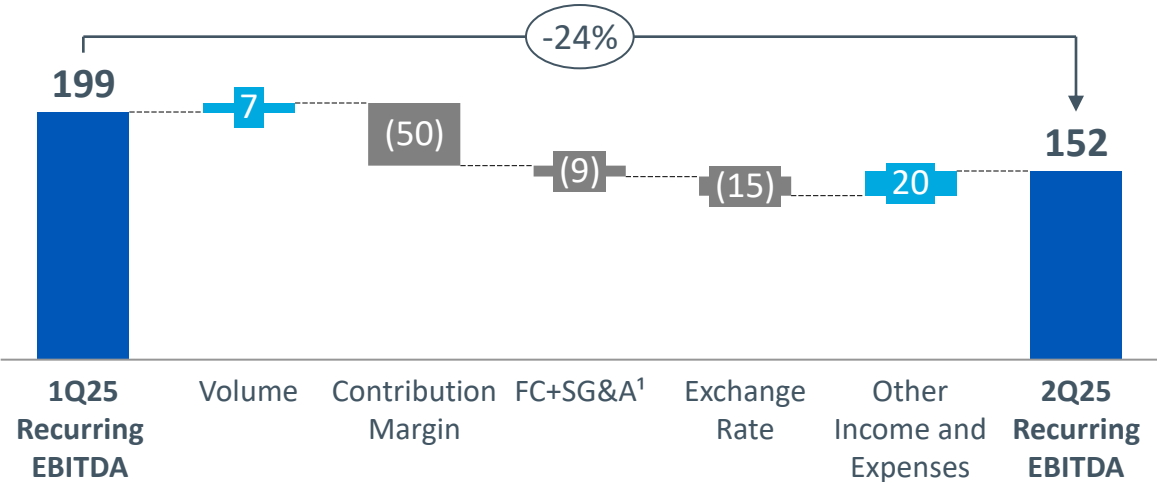 -24%
199
7
(50)
(9)
(15)
20
152
1Q25
Recurring
EBITDA
Volume
Contribution
Margin
FC+SG&A¹
Exchange
Rate
Other
Income and
Expenses
2Q25
Recurring
EBITDA